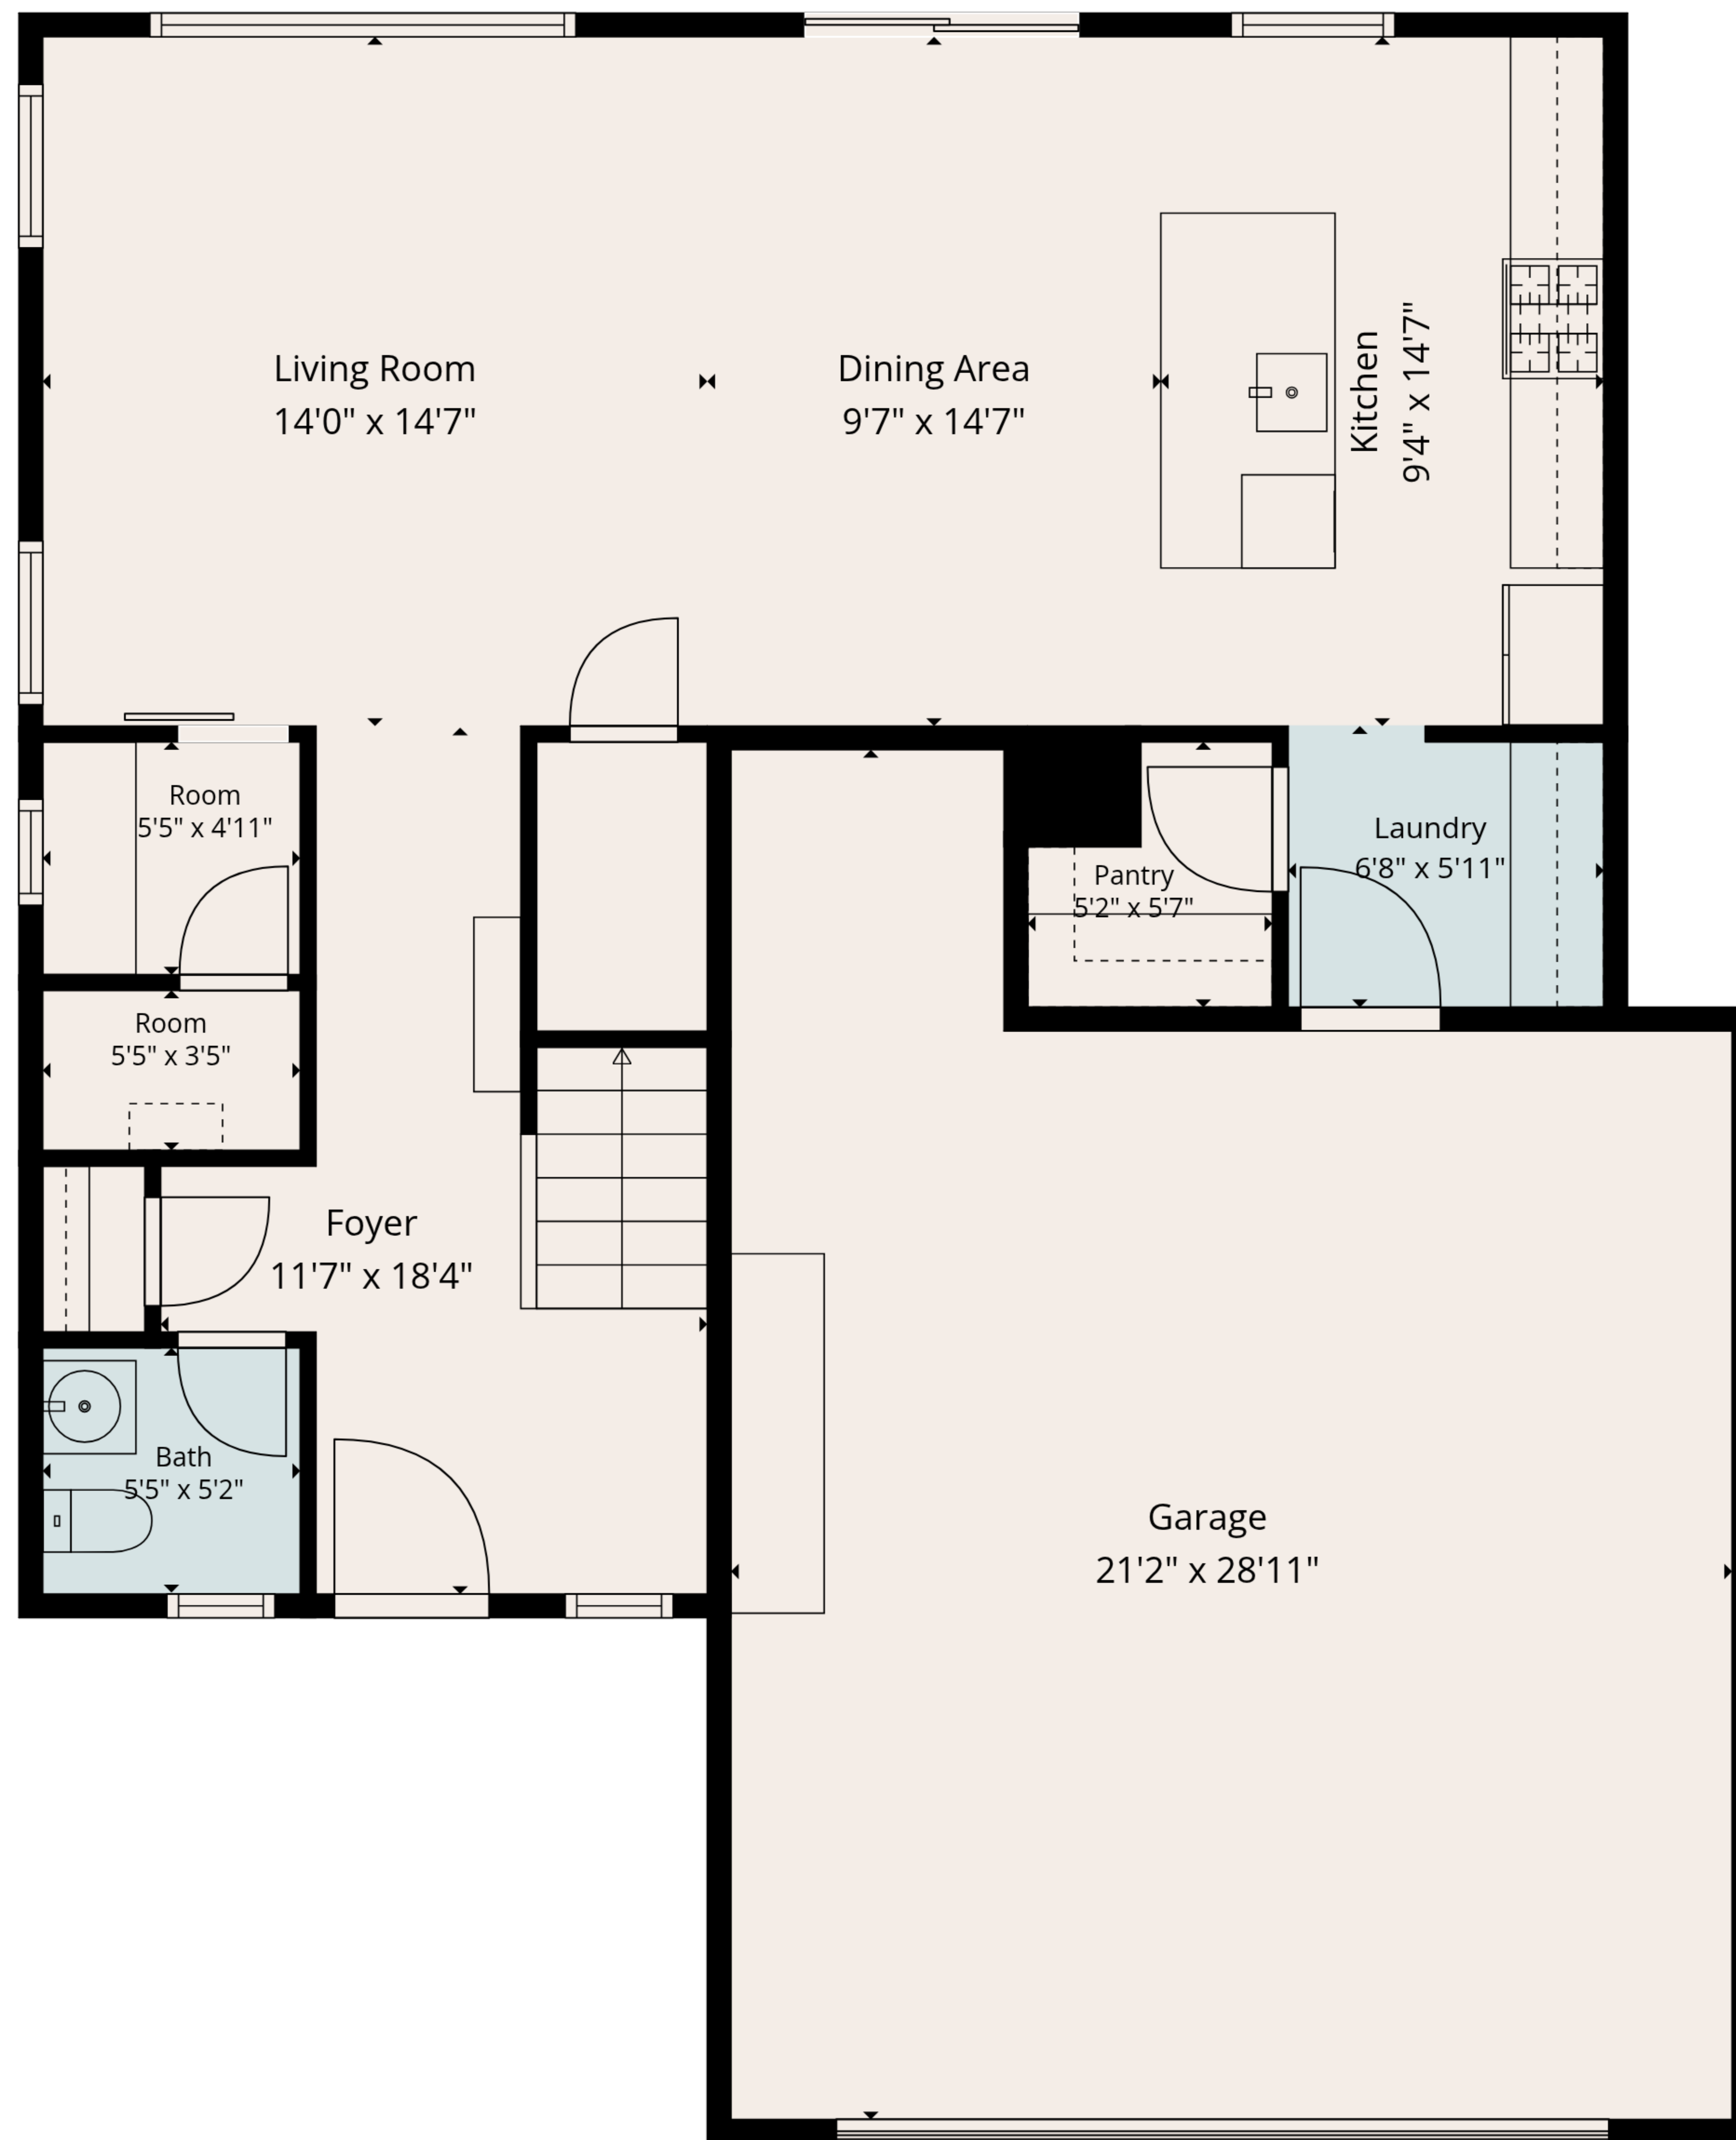 Living Room
14'0" x 14'7"
Dining Area
9'7" x 14'7"
Kitchen
9'4" x 14'7"
Room
5'5" x 4'11"
Laundry
6'8" x 5'11"
Pantry
5'2" x 5'7"
Room
5'5" x 3'5"
Foyer
11'7" x 18'4"
Bath
5'5" x 5'2"
Garage
21'2" x 28'11"